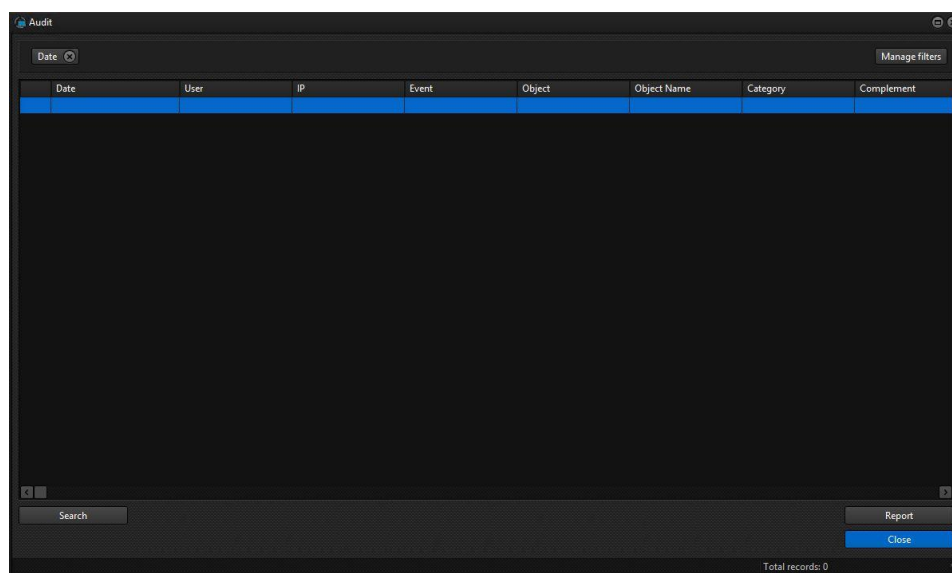 Audit
Date
Manage filters
Date User IP Event Object Object Name Category Complement
Search
Report
Close
Total records: 0